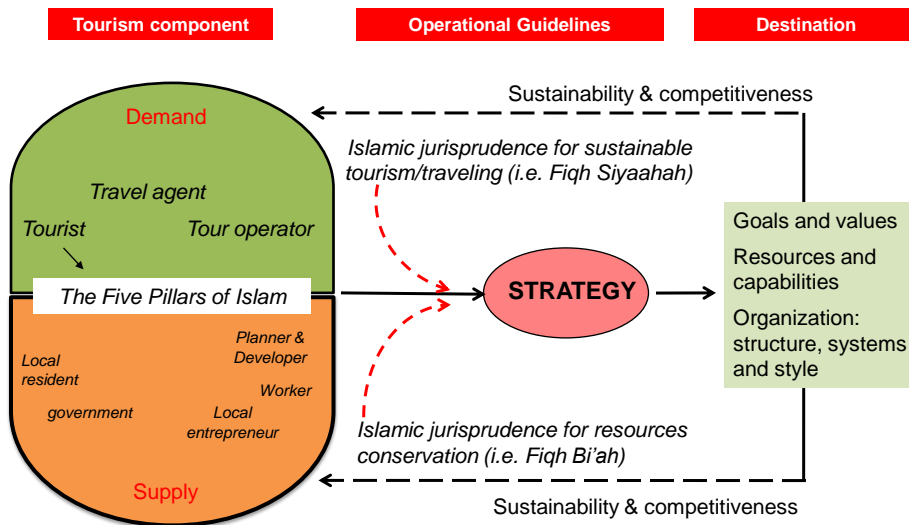 Tourism component
Operational Guidelines
Destination
Sustainability & competitiveness
Demand
Islamic jurisprudence for sustainable
tourism/traveling (i.e. Fiqh Siyaahah)
Travel agent
Tourist
Tour operator
Goals and values
Resources and
capabilities
Organization:
structure, systems
and style
The Five Pillars of Islam
STRATEGY
Planner &
Developer
Local
resident
Worker
government
Local
entrepreneur
Islamic jurisprudence for resources
conservation (i.e. Fiqh Bi'ah)
Supply
Sustainability & competitiveness